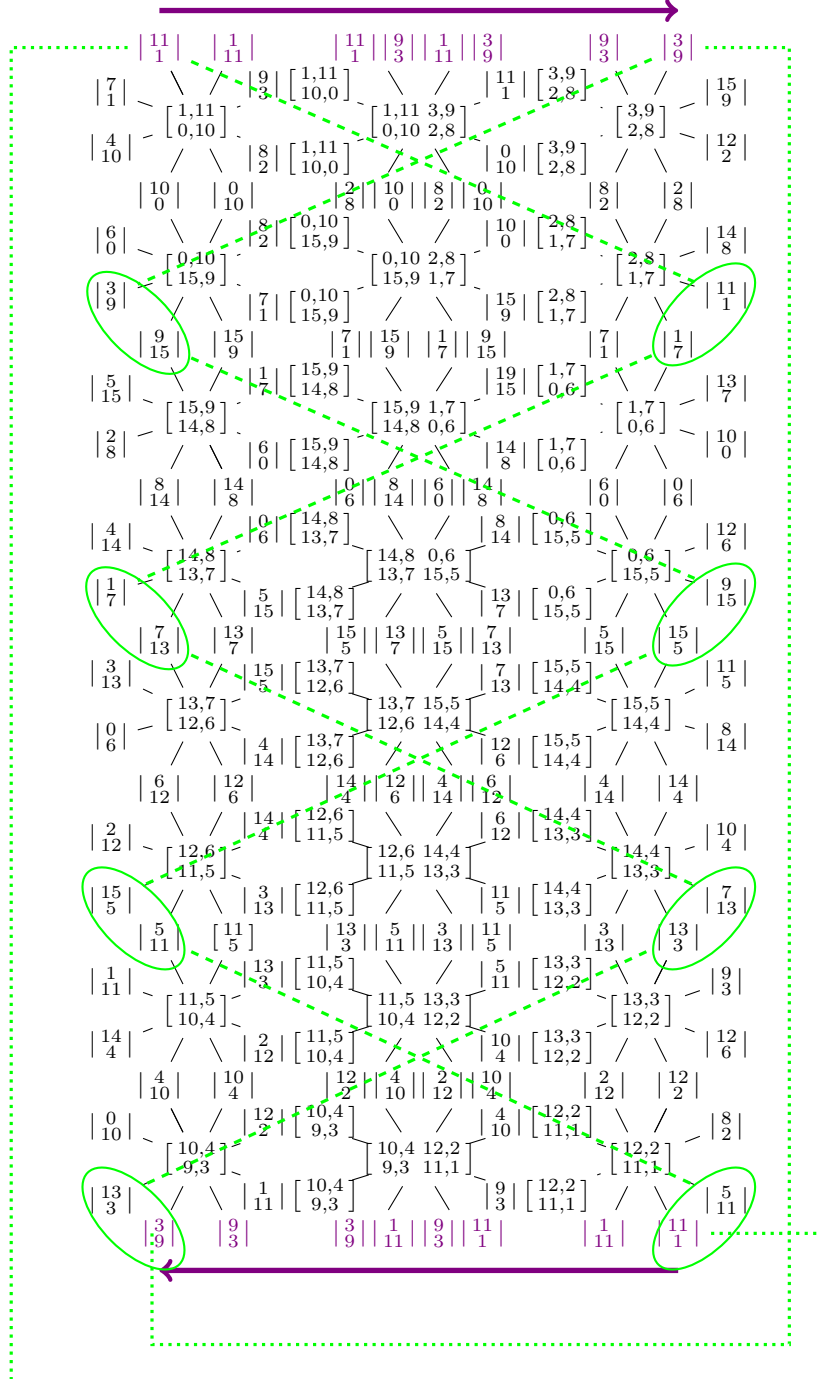 |11 1| |1 11| |11 1||9 3||1 11||3 9| |9 3| |3 9|
|7 1| |9 3|[1,11 10,0] |11 1|[3,9 2,8] |15 9|
[1,11 0,10] [1,11 3,9 0,10 2,8] [3,9 2,8]
|4 10| |8 2|[1,11 10,0] |0 10|[3,9 2,8] |12 2|
|10 0| |0 10| |2 8||10 0||8 2||0 10| |8 2| |2 8|
|6 0| |8 2|[0,10 15,9] |10 0|[2,8 1,7] |14 8|
[0,10 15,9] [0,10 2,8 15,9 1,7] [2,8 1,7]
|3 9| |7 1|[0,10 15,9] |15 9|[2,8 1,7] |11 1|
|9 15| |15 9| |7 1||15 9| |1 7||9 15| |7 1| |1 7|
|5 15| |1 7|[15,9 14,8] |19 15|[1,7 0,6] |13 7|
[15,9 14,8] [15,9 1,7 14,8 0,6] [1,7 0,6]
|2 8| |6 0|[15,9 14,8] |14 8|[1,7 0,6] |10 0|
|8 14| |14 8| |0 6||8 14||6 0||14 8| |6 0| |0 6|
|4 14| |0 6|[14,8 13,7] |8 14|[0,6 15,5] |12 6|
[14,8 13,7] [14,8 0,6 13,7 15,5] [0,6 15,5]
|1 7| |5 15|[14,8 13,7] |13 7|[0,6 15,5] |9 15|
|7 13| |13 7| |15 5||13 7||5 15||7 13| |5 15| |15 5|
|3 13| |15 5|[13,7 12,6] |7 13|[15,5 14,4] |11 5|
[13,7 12,6] [13,7 15,5 12,6 14,4] [15,5 14,4]
|0 6| |4 14|[13,7 12,6] |12 6|[15,5 14,4] |8 14|
|6 12| |12 6| |14 4||12 6||4 14||6 12| |4 14| |14 4|
|2 12| |14 4|[12,6 11,5] |6 12|[14,4 13,3] |10 4|
[12,6 11,5] [12,6 14,4 11,5 13,3] [14,4 13,3]
|15 5| |3 13|[12,6 11,5] |11 5|[14,4 13,3] |7 13|
|5 11| [11 5] |13 3||5 11||3 13||11 5| |3 13| |13 3|
|1 11| |13 3|[11,5 10,4] |5 11|[13,3 12,2] |9 3|
[11,5 10,4] [11,5 13,3 10,4 12,2] [13,3 12,2]
|14 4| |2 12|[11,5 10,4] |10 4|[13,3 12,2] |12 6|
|4 10| |10 4| |12 2||4 10||2 12||10 4| |2 12| |12 2|
|0 10| |12 2|[10,4 9,3] |4 10|[12,2 11,1] |8 2|
[10,4 9,3] [10,4 12,2 9,3 11,1] [12,2 11,1]
|13 3| |1 11|[10,4 9,3] |9 3|[12,2 11,1] |5 11|
|3 9| |9 3| |3 9||1 11||9 3||11 1| |1 11| |11 1|